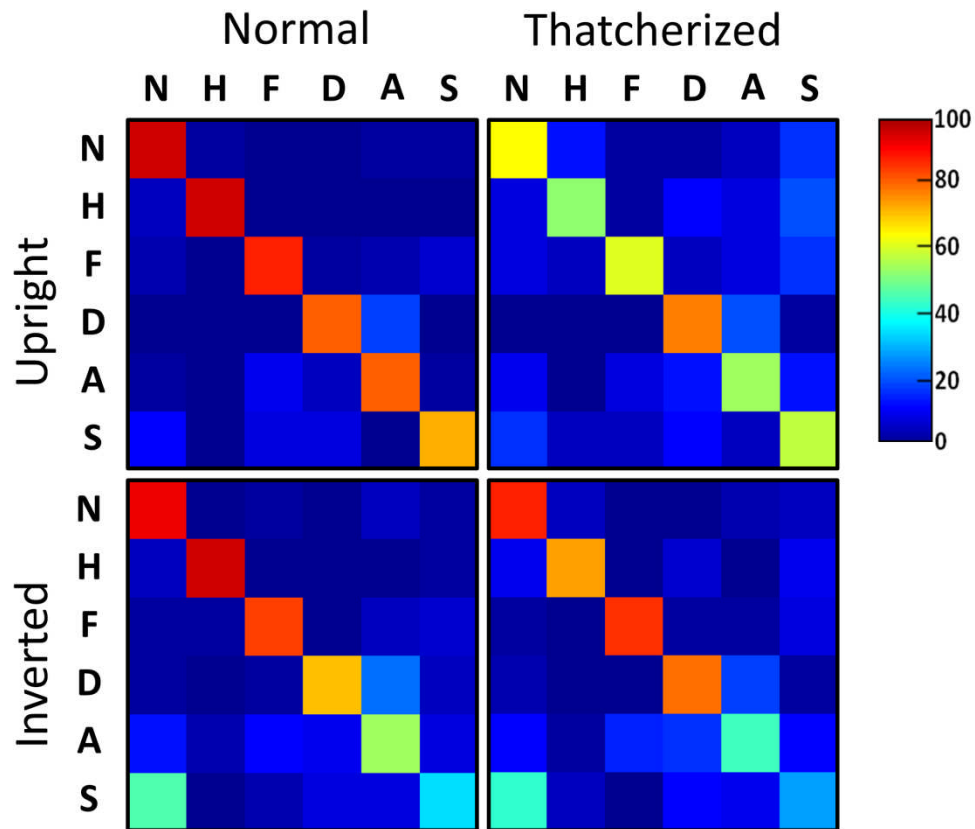 Normal Thatcherized
N H F D A S N H F D A S
N
H
F
D
A
S
Upright
100
80
60
40
20
0
N
H
F
D
A
S
Inverted